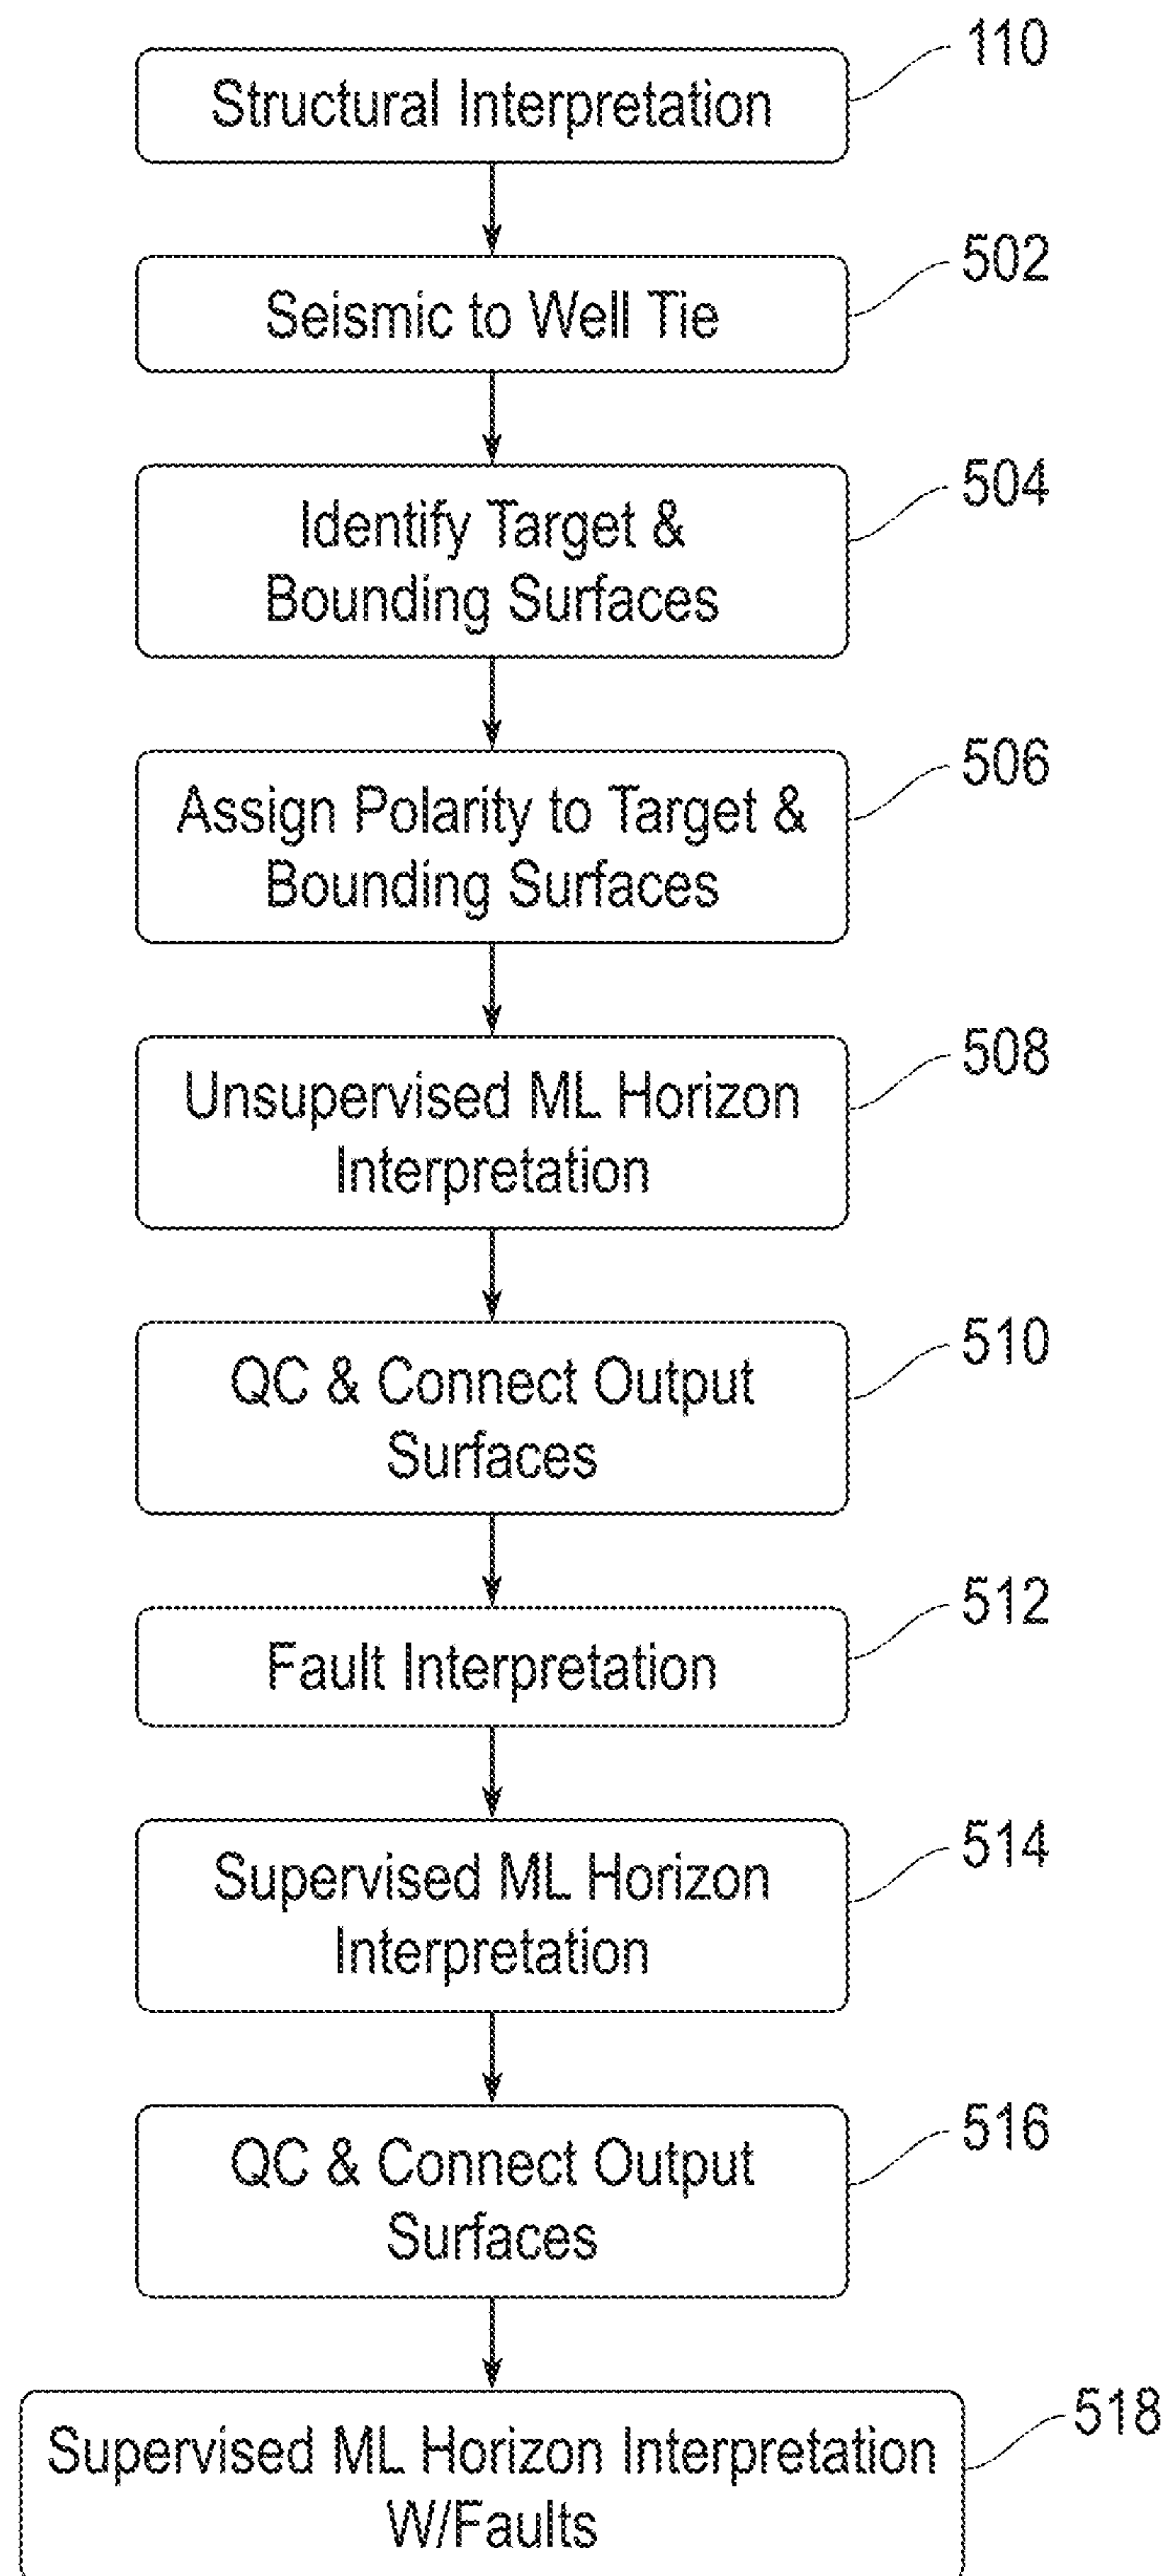 110
Structural Interpretation
502
Seismic to Well Tie
504
Identify Target &
Bounding Surfaces
506
Assign Polarity to Target &
Bounding Surfaces
508
Unsupervised ML Horizon
Interpretation
510
QC & Connect Output
Surfaces
512
Fault Interpretation
514
Supervised ML Horizon
Interpretation
516
QC & Connect Output
Surfaces
518
Supervised ML Horizon Interpretation
W/Faults